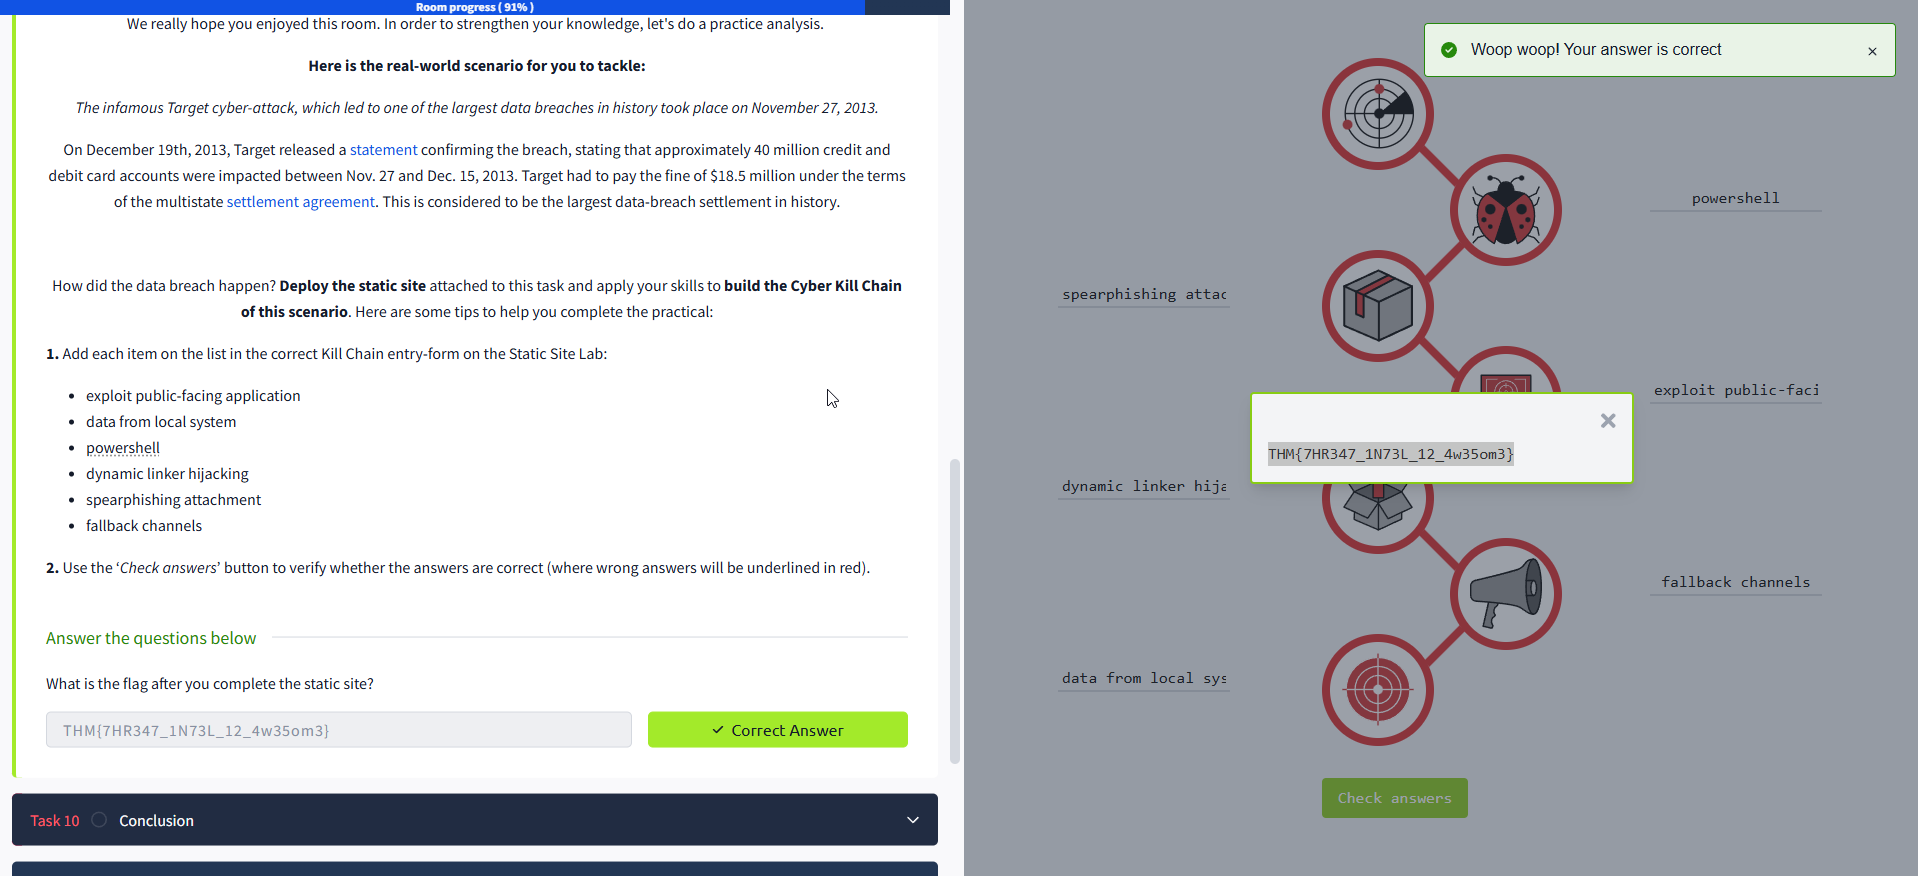 Room progress ( 91% )
We really hope you enjoyed this room. In order to strengthen your knowledge, let's do a practice analysis.
Here is the real-world scenario for you to tackle:
The infamous Target cyber-attack, which led to one of the largest data breaches in history took place on November 27, 2013.
On December 19th, 2013, Target released a statement confirming the breach, stating that approximately 40 million credit and
debit card accounts were impacted between Nov. 27 and Dec. 15, 2013. Target had to pay the fine of $18.5 million under the terms
of the multistate settlement agreement. This is considered to be the largest data-breach settlement in history.
How did the data breach happen? Deploy the static site attached to this task and apply your skills to build the Cyber Kill Chain
of this scenario. Here are some tips to help you complete the practical:
1. Add each item on the list in the correct Kill Chain entry-form on the Static Site Lab:
• exploit public-facing application
• data from local system
• powershell
• dynamic linker hijacking
• spearphishing attachment
• fallback channels
2. Use the ‘Check answers’ button to verify whether the answers are correct (where wrong answers will be underlined in red).
Answer the questions below
What is the flag after you complete the static site?
THM{7HR347_1N73L_12_4w35om3}
Correct Answer
Task 10 Conclusion
Woop woop! Your answer is correct ×
powershell
spearphishing attac
exploit public-faci
THM{7HR347_1N73L_12_4w35om3}
dynamic linker hija
fallback channels
data from local sys
Check answers